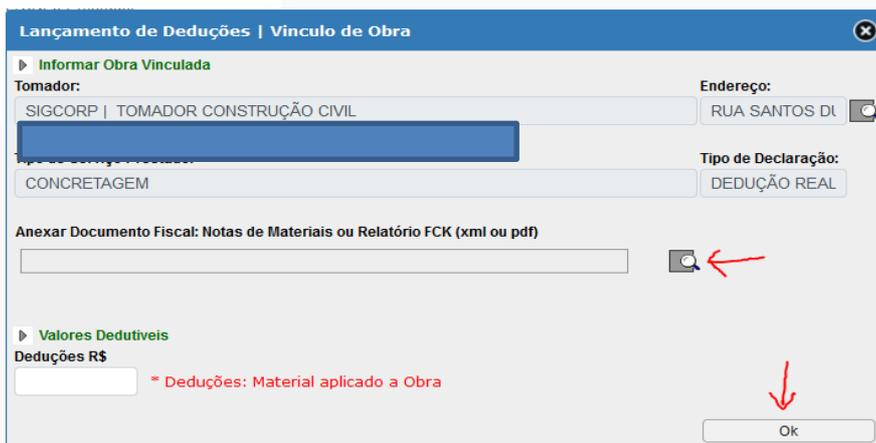 Lançamento de Deduções | Vinculo de Obra
Informar Obra Vinculada
Tomador: Endereço:
SIGCORP | TOMADOR CONSTRUÇÃO CIVIL RUA SANTOS
Tipo de Declaração:
CONCRETAGEM DEDUÇÃO REAL
Anexar Documento Fiscal: Notas de Materiais ou Relatório FCK (xml ou pdf)
Valores Dedutiveis
Deduções R$
* Deduções: Material aplicado a Obra
Ok